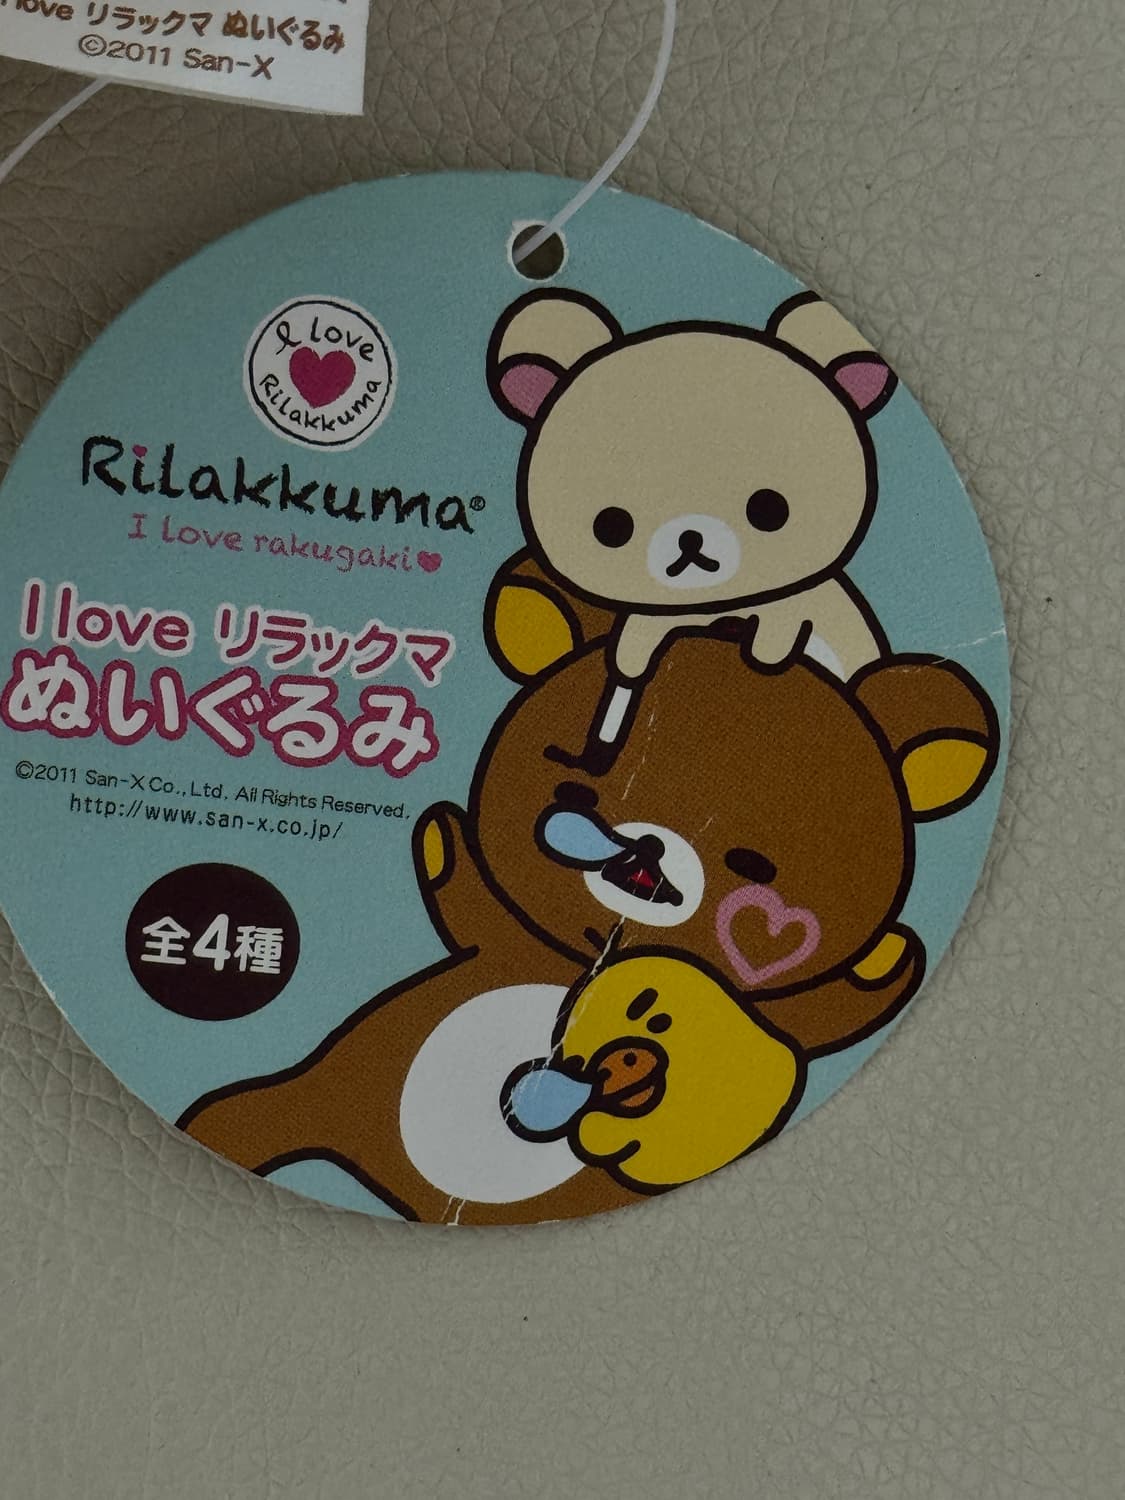 love リラックマ ぬいぐるみ
©2011 San-X
I love
Rilakkuma
Rilakkuma®
I love rakugaki♥
I love リラックマ
ぬいぐるみ
©2011 San-X Co., Ltd. All Rights Reserved.
http://www.san-x.co.jp/
全4種